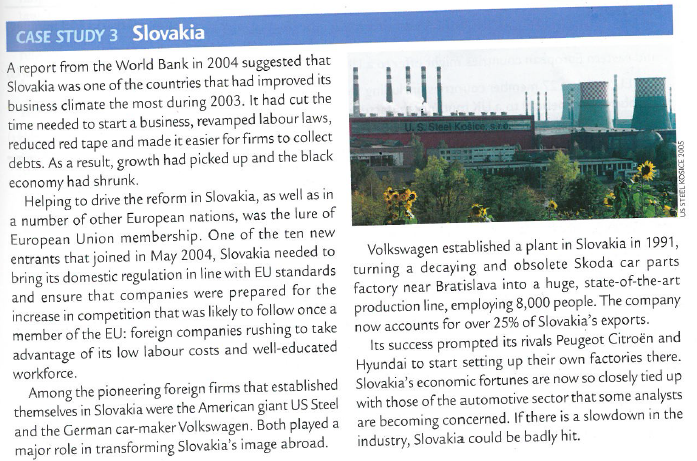 CASE STUDY 3 Slovakia
A report from the World Bank in 2004 suggested that
Slovakia was one of the countries that had improved its
business climate the most during 2003. It had cut the
time needed to start a business, revamped labour laws,
reduced red tape and made it easier for firms to collect
debts. As a result, growth had picked up and the black
economy had shrunk.
Helping to drive the reform in Slovakia, as well as in
a number of other European nations, was the lure of
European Union membership. One of the ten new
entrants that joined in May 2004, Slovakia needed to
bring its domestic regulation in line with EU standards
and ensure that companies were prepared for the
increase in competition that was likely to follow once a
member of the EU: foreign companies rushing to take
advantage of its low labour costs and well-educated
workforce.
Among the pioneering foreign firms that established
themselves in Slovakia were the American giant US Steel
and the German car-maker Volkswagen. Both played a
major role in transforming Slovakia's image abroad.
U. S. Steel Košice, s.r.o.
US STEEL KOSICE 2005
Volkswagen established a plant in Slovakia in 1991,
turning a decaying and obsolete Skoda car parts
factory near Bratislava into a huge, state-of-the-art
production line, employing 8,000 people. The company
now accounts for over 25% of Slovakia's exports.
Its success prompted its rivals Peugeot Citroën and
Hyundai to start setting up their own factories there.
Slovakia's economic fortunes are now so closely tied up
with those of the automotive sector that some analysts
are becoming concerned. If there is a slowdown in the
industry, Slovakia could be badly hit.